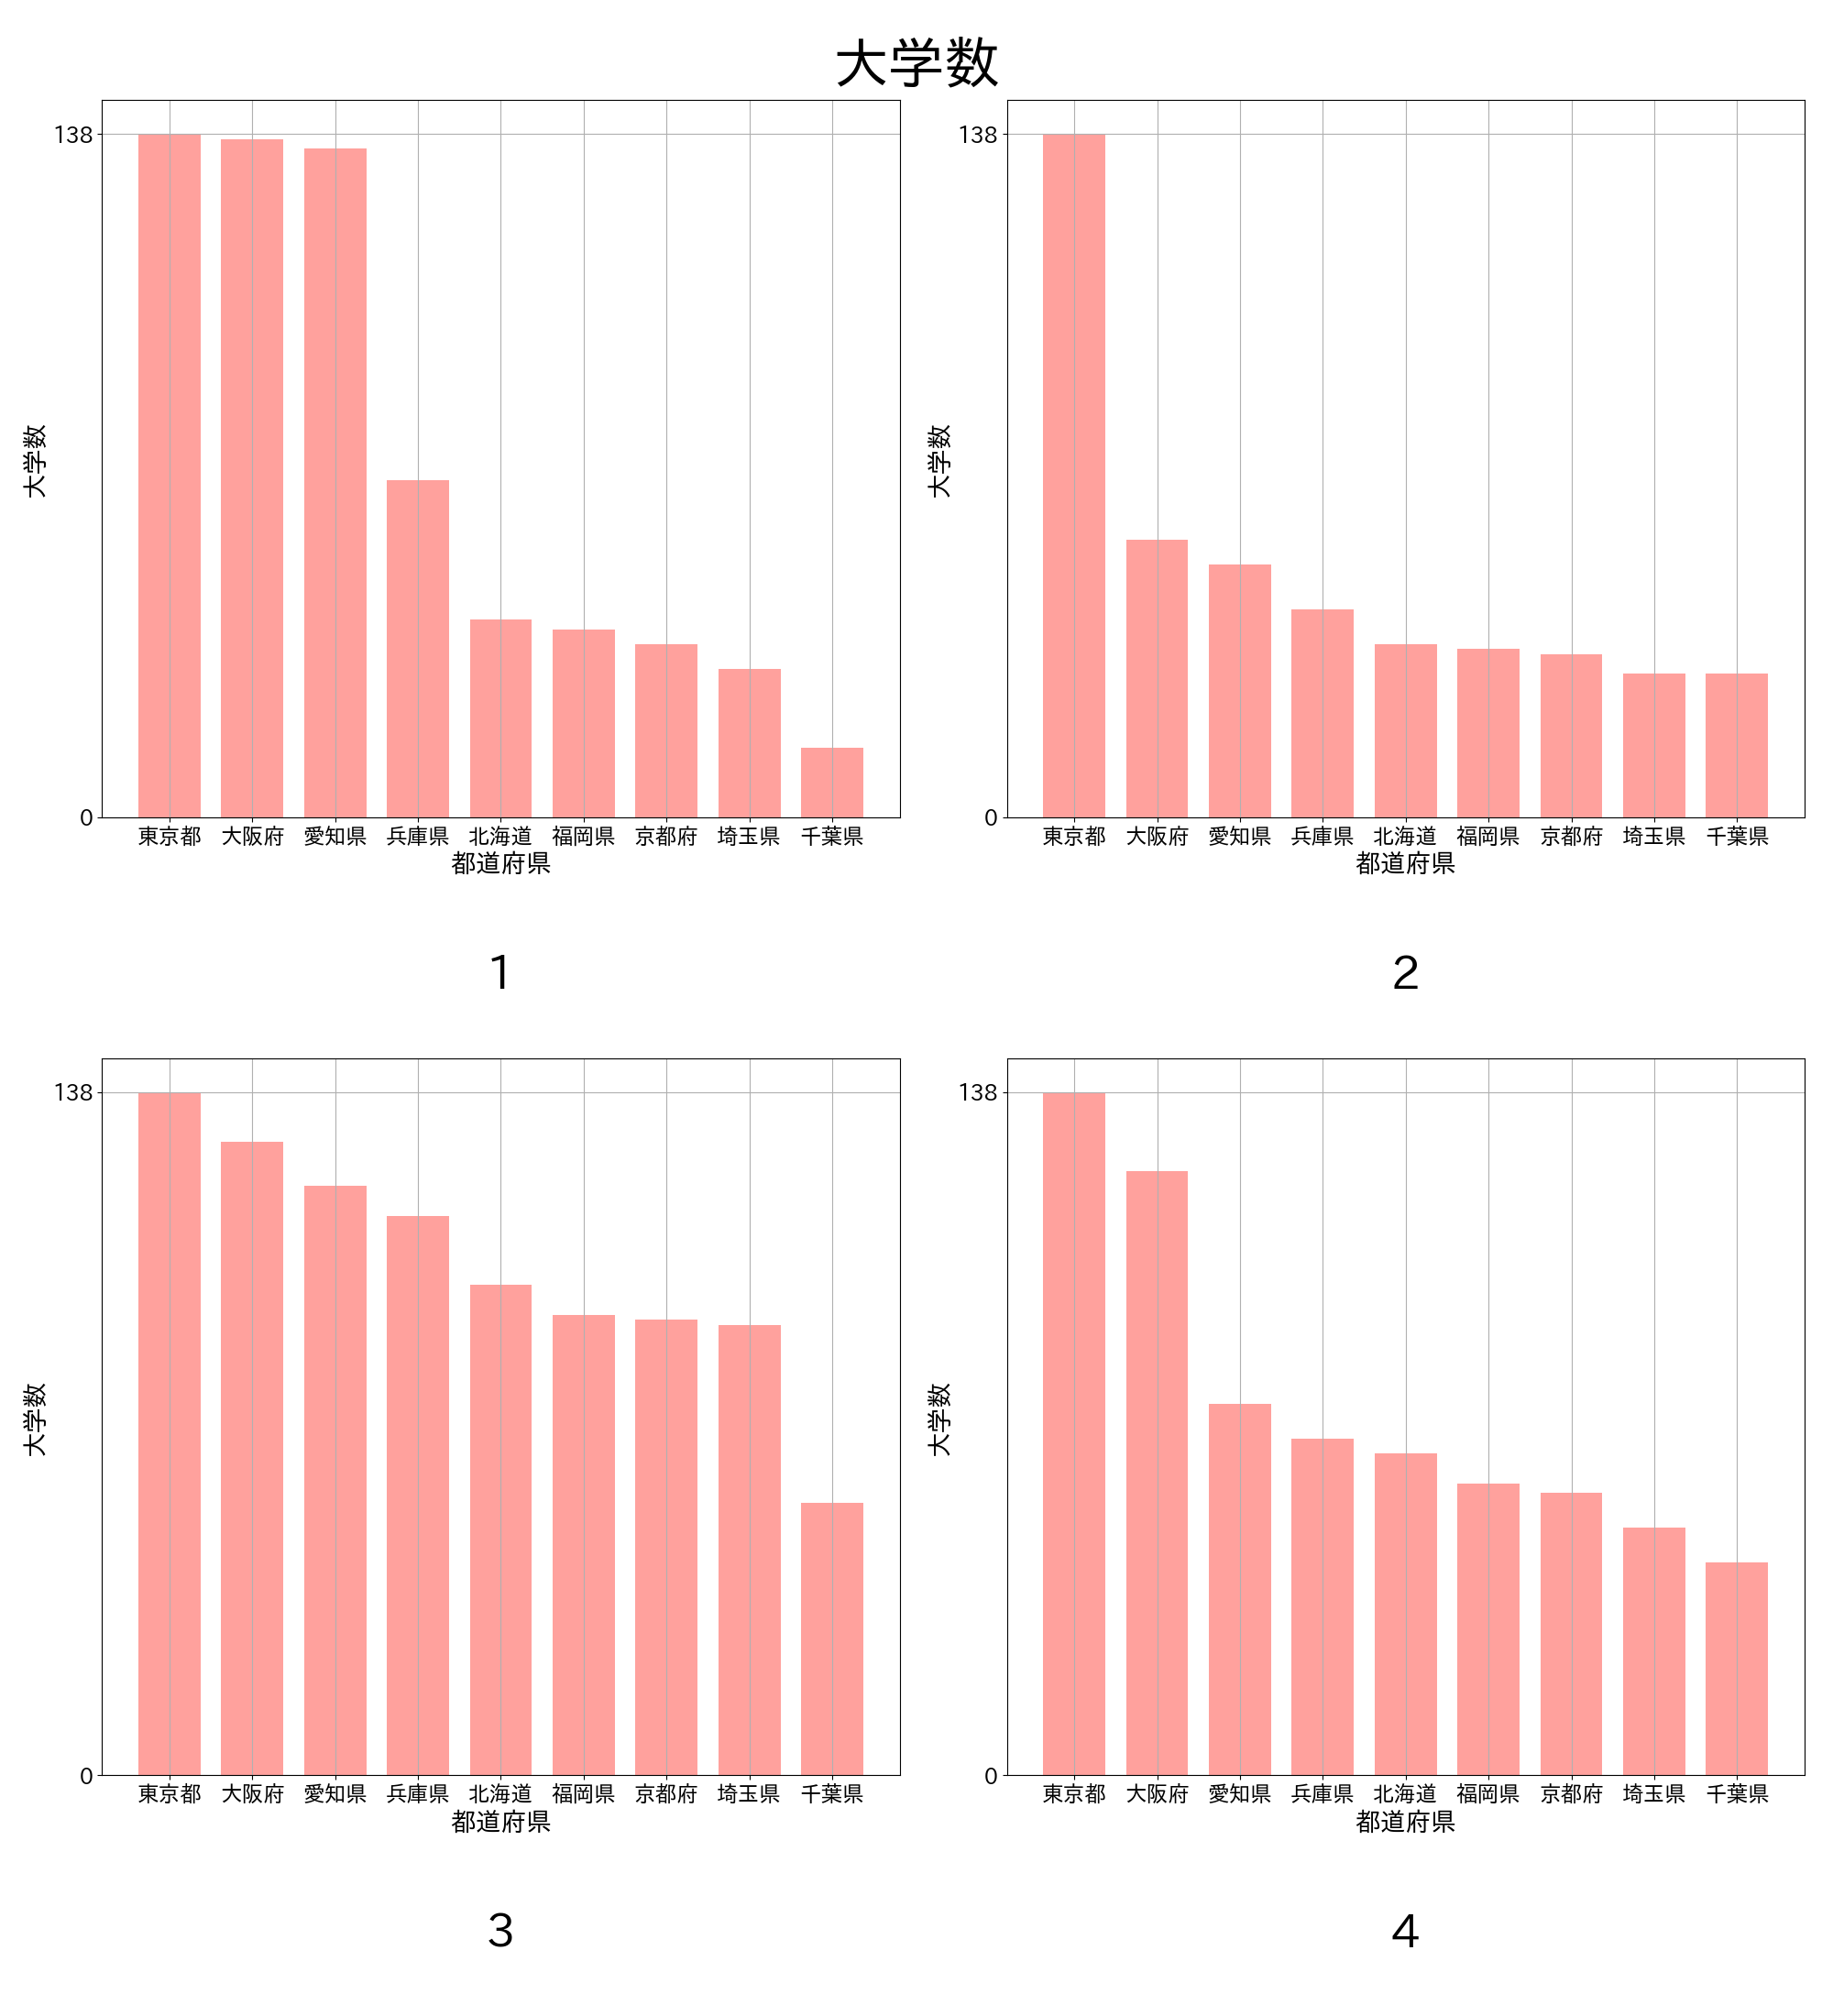 大学数
138
0
大学数
東京都 大阪府 愛知県 兵庫県 北海道 福岡県 京都府 埼玉県 千葉県
都道府県
1
138
0
大学数
東京都 大阪府 愛知県 兵庫県 北海道 福岡県 京都府 埼玉県 千葉県
都道府県
2
138
0
大学数
東京都 大阪府 愛知県 兵庫県 北海道 福岡県 京都府 埼玉県 千葉県
都道府県
3
138
0
大学数
東京都 大阪府 愛知県 兵庫県 北海道 福岡県 京都府 埼玉県 千葉県
都道府県
4